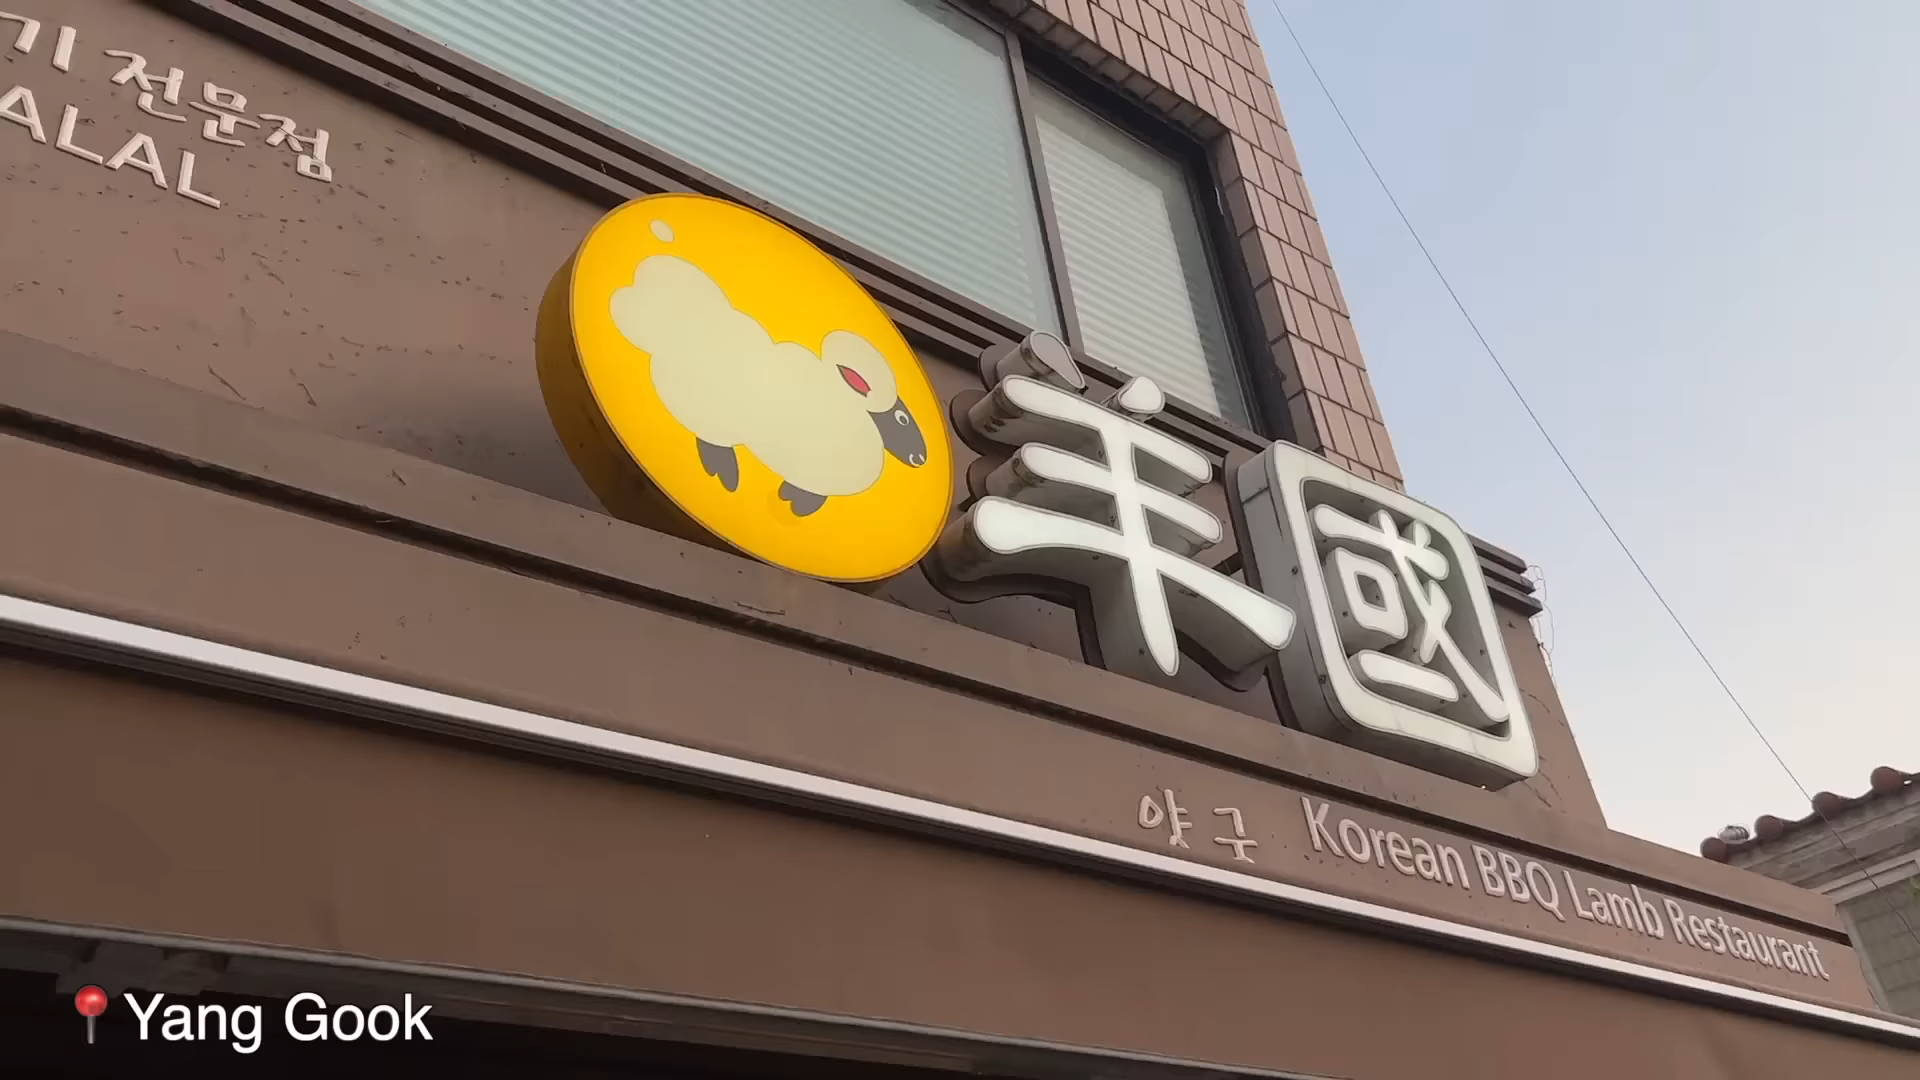 기 전문점
ALAL
羊國
양국 Korean BBQ Lamb Restaurant
📍Yang Gook